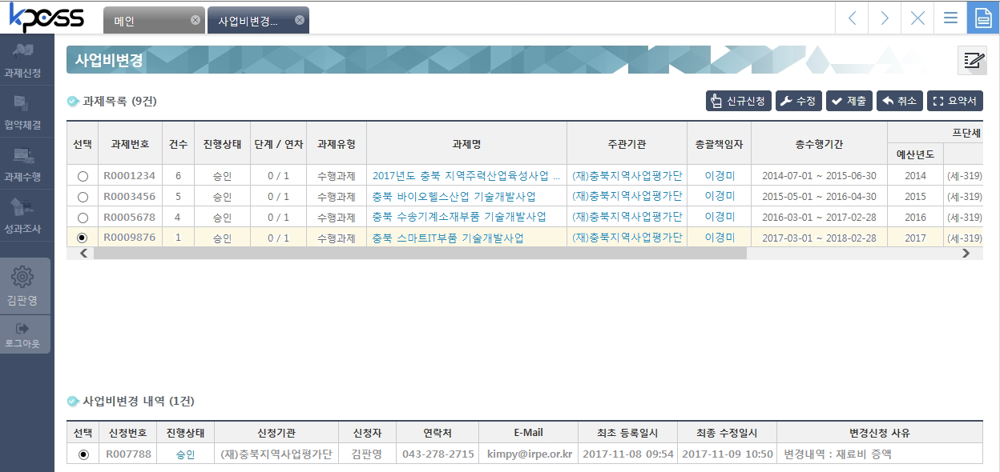 kposs 메인 사업비변경...
과제신청
협약체결
과제수행
성과조사
김판영
로그아웃
사업비변경
과제목록 (9건) 신규신청 수정 제출 취소 요약서
선택 과제번호 건수 진행상태 단계 / 연차 과제유형 과제명 주관기관 총괄책임자 총수행기간 프단세
예산년도
R0001234 6 승인 0 / 1 수행과제 2017년도 충북 지역주력산업육성사업 ... (재)충북지역사업평가단 이경미 2014-07-01 ~ 2015-06-30 2014 (세-319)
R0003456 5 승인 0 / 1 수행과제 충북 바이오헬스산업 기술개발사업 (재)충북지역사업평가단 이경미 2015-05-01 ~ 2016-04-30 2015 (세-319)
R0005678 4 승인 0 / 1 수행과제 충북 수송기계소재부품 기술개발사업 (재)충북지역사업평가단 이경미 2016-03-01 ~ 2017-02-28 2016 (세-319)
R0009876 1 승인 0 / 1 수행과제 충북 스마트IT부품 기술개발사업 (재)충북지역사업평가단 이경미 2017-03-01 ~ 2018-02-28 2017 (세-319)
사업비변경 내역 (1건)
선택 신청번호 진행상태 신청기관 신청자 연락처 E-Mail 최초 등록일시 최종 수정일시 변경신청 사유
R007788 승인 (재)충북지역사업평가단 김판영 043-278-2715 kimpy@irpe.or.kr 2017-11-08 09:54 2017-11-09 10:50 변경내역 : 재료비 증액